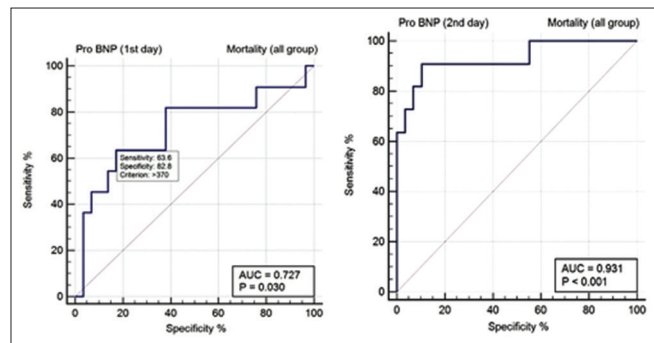 Pro BNP (1st day) Mortality (all group)
100
80
60
40
20
0
Sensitivity %
Sensitivity: 63.6
Specificity: 82.8
Criterion: >370
AUC = 0.727
P = 0.030
0 20 40 60 80 100
Specificity %
Pro BNP (2nd day) Mortality (all group)
100
80
60
40
20
0
Sensitivity %
AUC = 0.931
P < 0.001
0 20 40 60 80 100
Specificity %